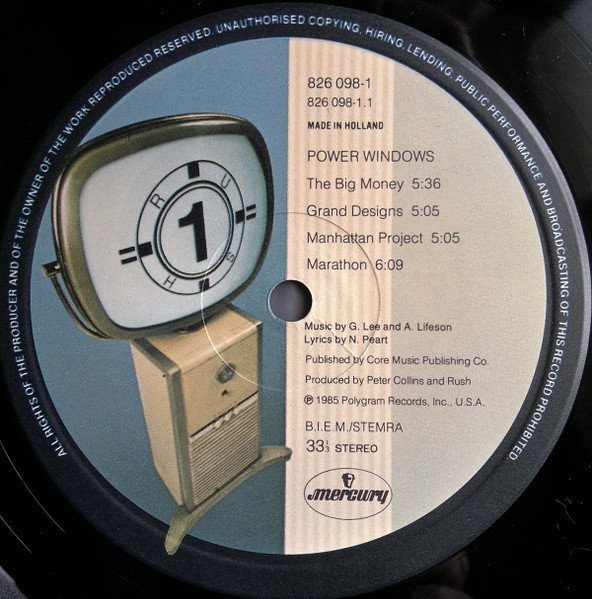 ALL RIGHTS OF THE PRODUCER AND OF THE OWNER OF THE WORK REPRODUCED RESERVED. UNAUTHORISED COPYING, HIRING, LENDING, PUBLIC PERFORMANCE AND BROADCASTING OF THIS RECORD PROHIBITED
RUSH
1
826 098-1
826 098-1.1
MADE IN HOLLAND
POWER WINDOWS
The Big Money 5:36
Grand Designs 5:05
Manhattan Project 5:05
Marathon 6:09
Music by G. Lee and A. Lifeson
Lyrics by N. Peart
Published by Core Music Publishing Co.
Produced by Peter Collins and Rush
℗ 1985 Polygram Records, Inc., U.S.A.
B.I.E.M./STEMRA
33⅓ STEREO
mercury